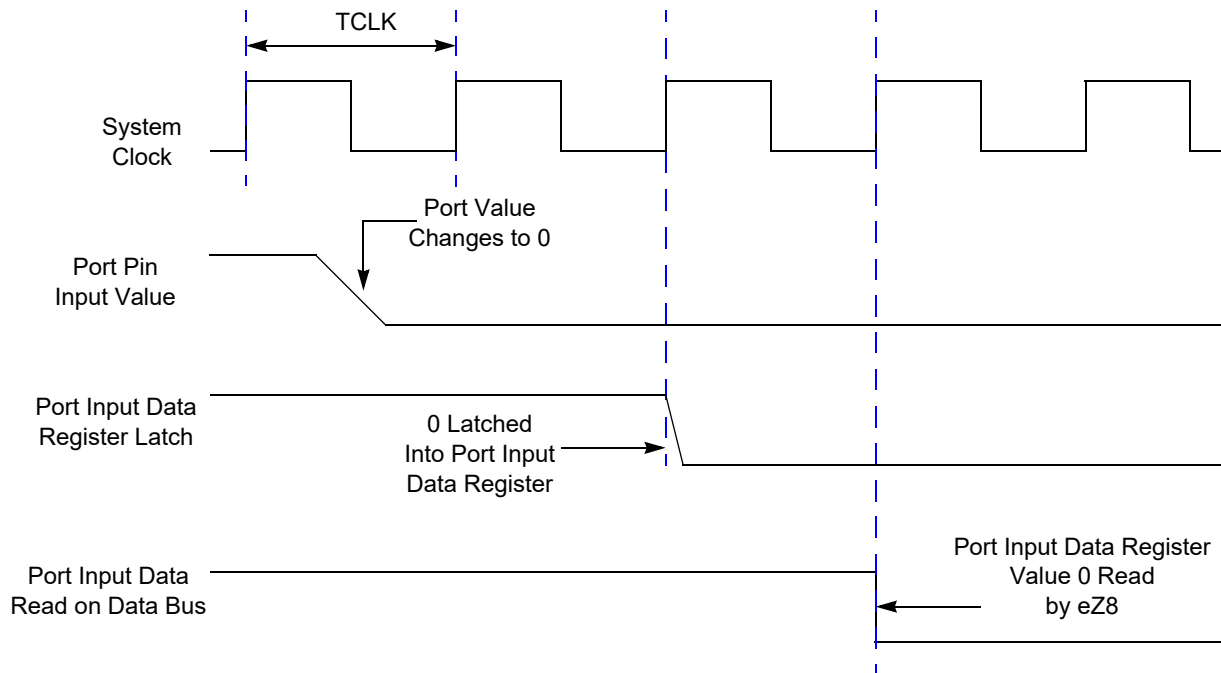 TCLK
System
Clock
Port Value
Changes to 0
Port Pin
Input Value
Port Input Data
Register Latch
0 Latched
Into Port Input
Data Register
Port Input Data Register
Value 0 Read
by eZ8
Port Input Data
Read on Data Bus